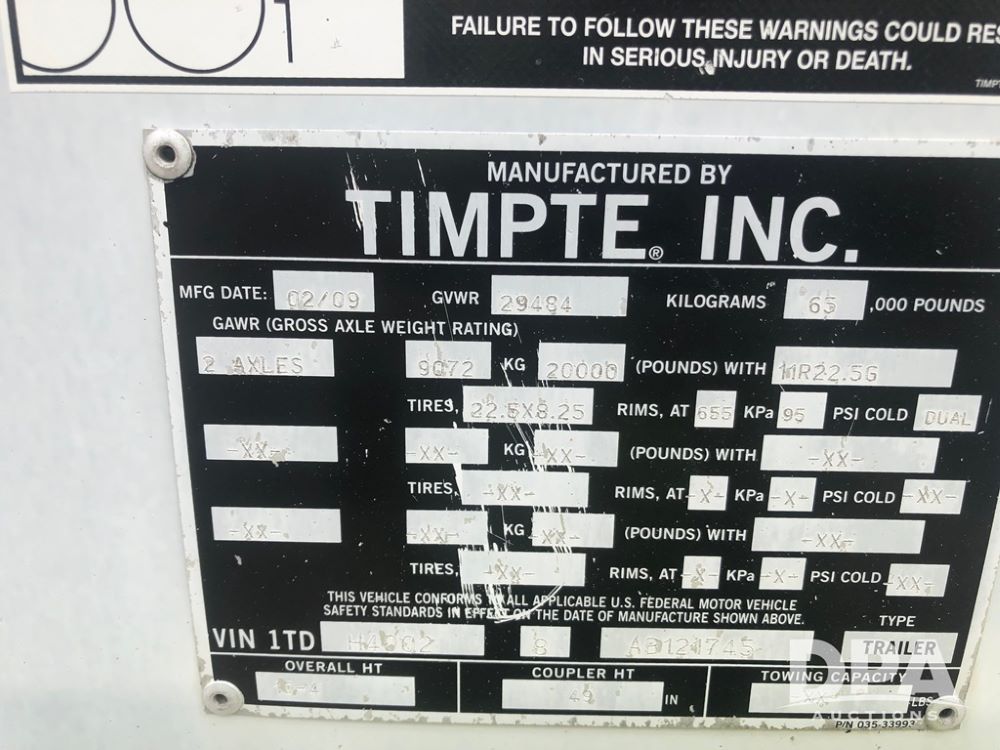 FAILURE TO FOLLOW THESE WARNINGS COULD RES
IN SERIOUS INJURY OR DEATH.
TIMPT
MANUFACTURED BY
TIMPTE® INC.
MFG DATE: 02/09 GVWR 29484 KILOGRAMS 65 ,000 POUNDS
GAWR (GROSS AXLE WEIGHT RATING)
2 AXLES 9072 KG 20000 (POUNDS) WITH 11R22.5G
TIRES, 22.5X8.25 RIMS, AT 655 KPa 95 PSI COLD DUAL
-XX- -XX- KG -XX- (POUNDS) WITH -XX-
TIRES, -XX- RIMS, AT -X- KPa -X- PSI COLD -XX-
-XX- -XX- KG -XX- (POUNDS) WITH -XX-
TIRES, -XX- RIMS, AT -X- KPa -X- PSI COLD -XX-
THIS VEHICLE CONFORMS TO ALL APPLICABLE U.S. FEDERAL MOTOR VEHICLE
SAFETY STANDARDS IN EFFECT ON THE DATE OF MANUFACTURE SHOWN ABOVE.
TYPE
VIN 1TD 8 TRAILER
OVERALL HT COUPLER HT TOWING CAPACITY
49 IN LBS
DPA
AUCTIONS
P/N 035-33993